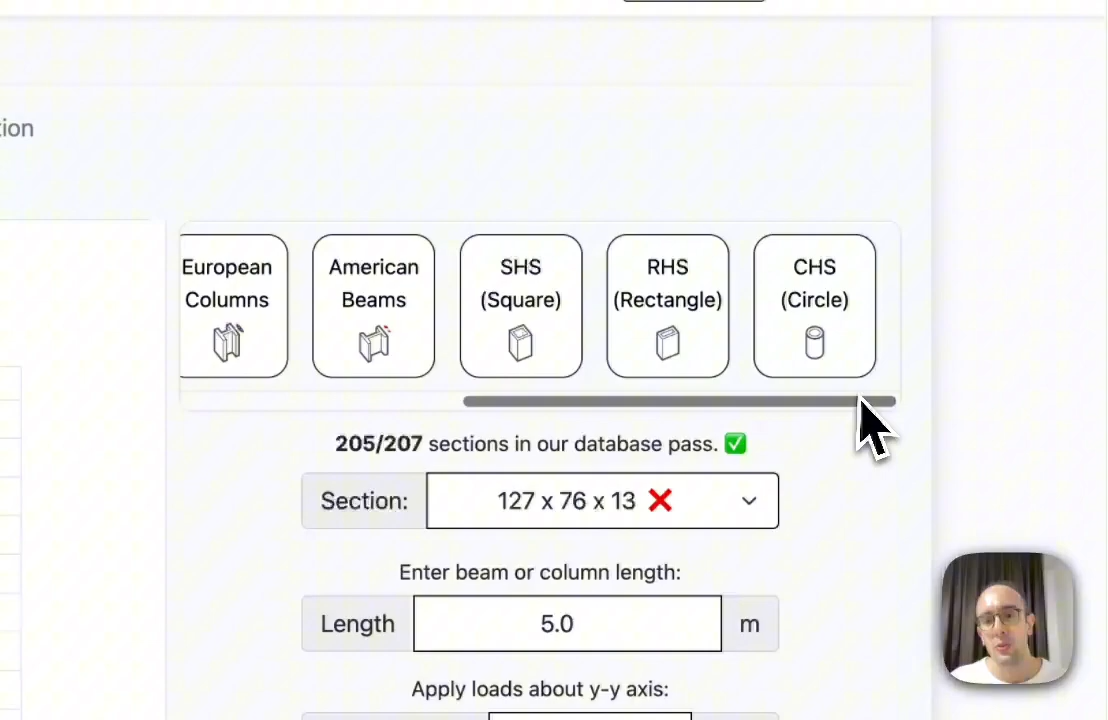 tion
European
Columns
American
Beams
SHS
(Square)
RHS
(Rectangle)
CHS
(Circle)
205/207 sections in our database pass. ✅
Section: 127 x 76 x 13 ❌
Enter beam or column length:
Length 5.0 m
Apply loads about y-y axis: